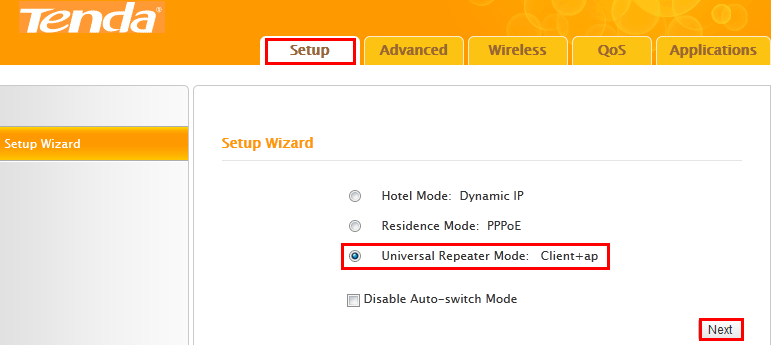 Tenda®
Setup
Advanced
Wireless
QoS
Applications
Setup Wizard
Setup Wizard
Hotel Mode: Dynamic IP
Residence Mode: PPPoE
Universal Repeater Mode: Client+ap
Disable Auto-switch Mode
Next